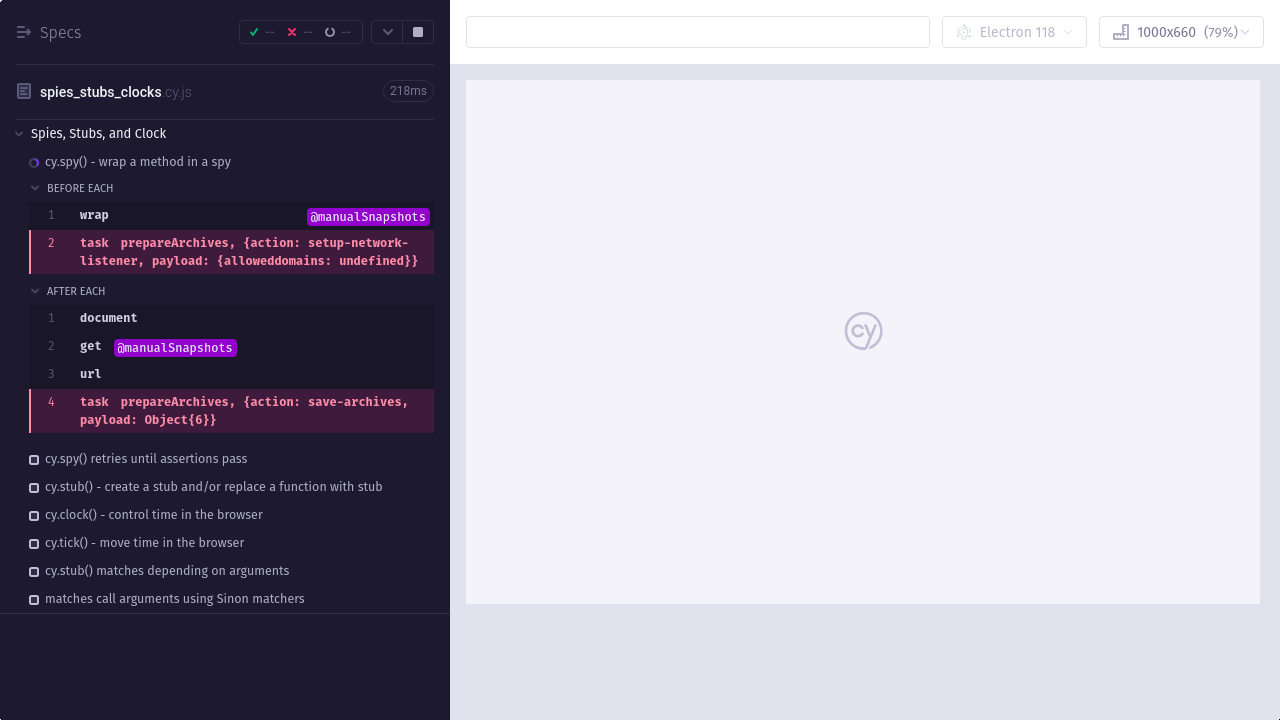 Specs
--
--
--
Electron 118
1000x660 (79%)
spies_stubs_clocks.cy.js
218ms
Spies, Stubs, and Clock
cy.spy() - wrap a method in a spy
BEFORE EACH
1 wrap @manualSnapshots
2 task prepareArchives, {action: setup-network-
listener, payload: {alloweddomains: undefined}}
AFTER EACH
1 document
2 get @manualSnapshots
3 url
4 task prepareArchives, {action: save-archives,
payload: Object{6}}
cy
cy.spy() retries until assertions pass
cy.stub() - create a stub and/or replace a function with stub
cy.clock() - control time in the browser
cy.tick() - move time in the browser
cy.stub() matches depending on arguments
matches call arguments using Sinon matchers